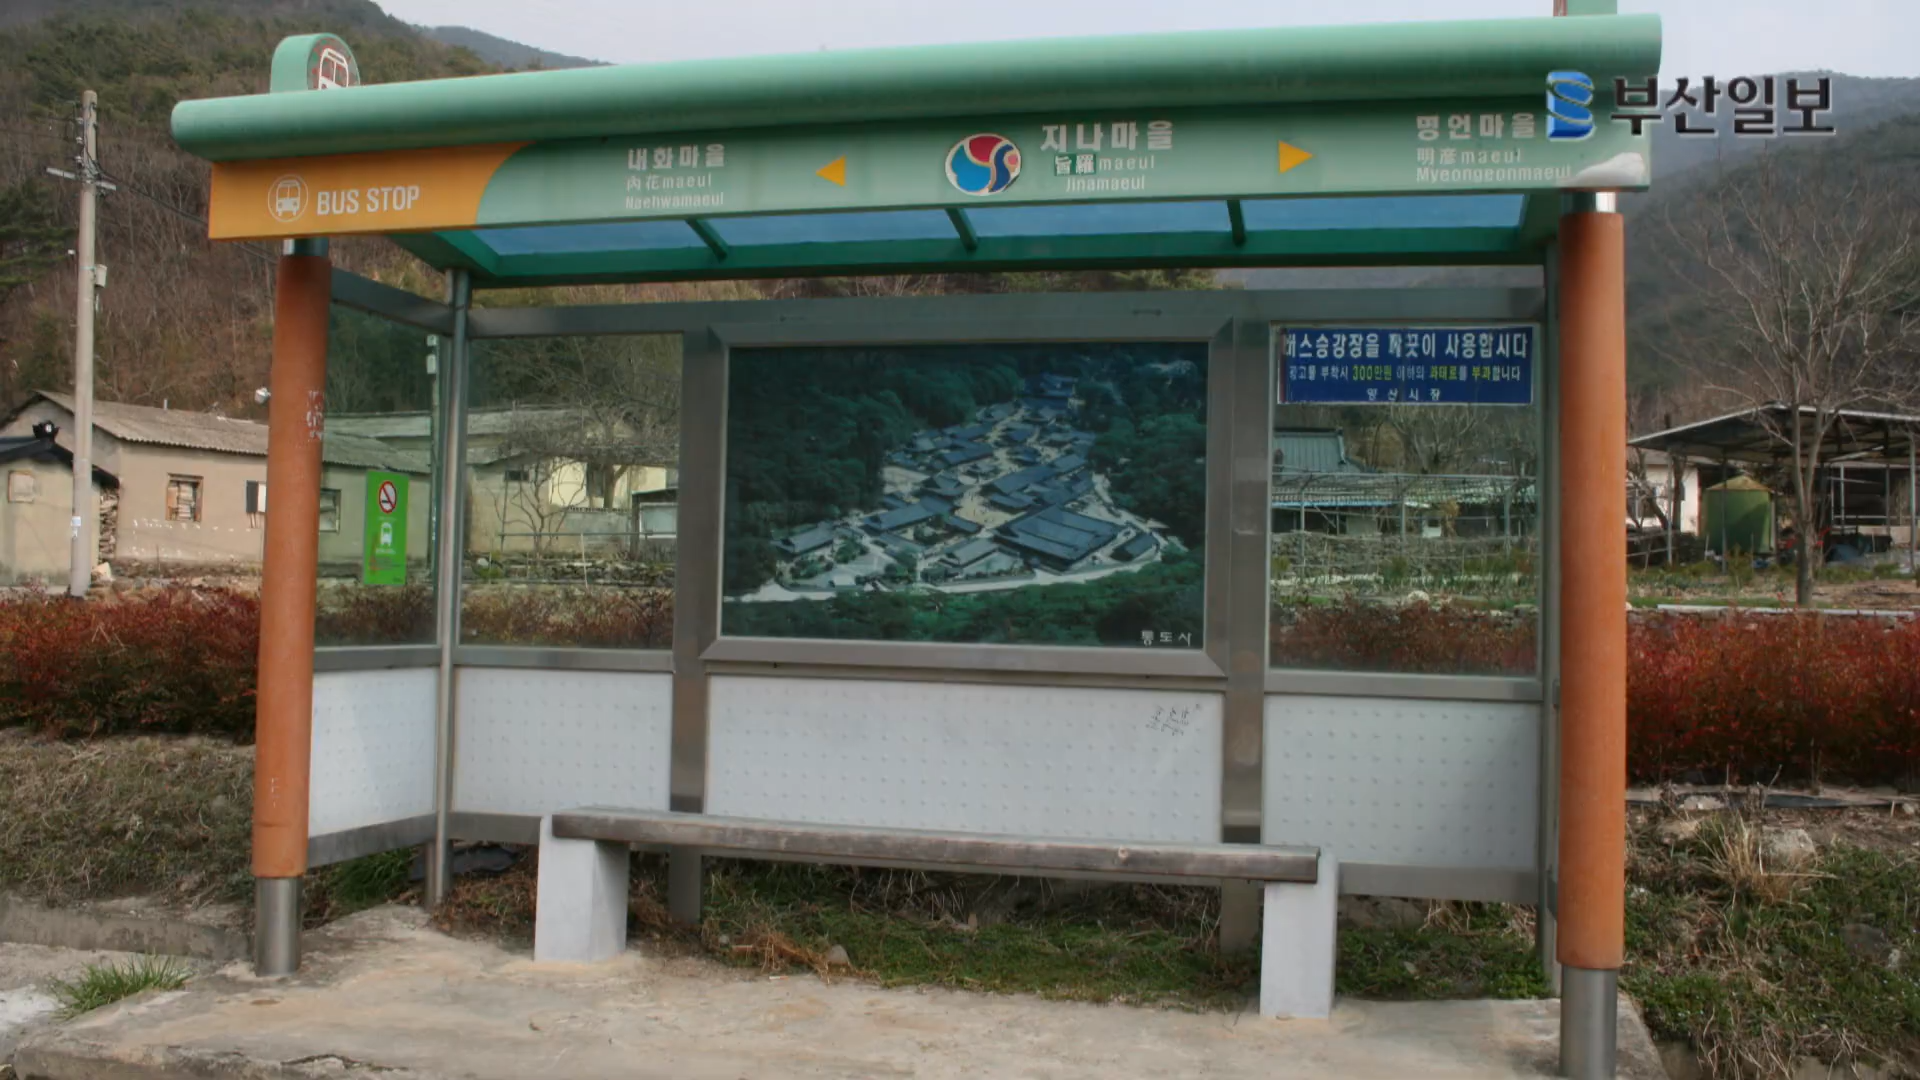 부산일보
BUS STOP
내화마을
內花maeul
Naehwamaeul
지나마을
旨羅maeul
Jinamaeul
명언마을
明彦maeul
Myeongeonmaeul
버스승강장을 깨끗이 사용합시다
광고물 부착시 300만원 이하의 과태료를 부과합니다
양산시장
통도사